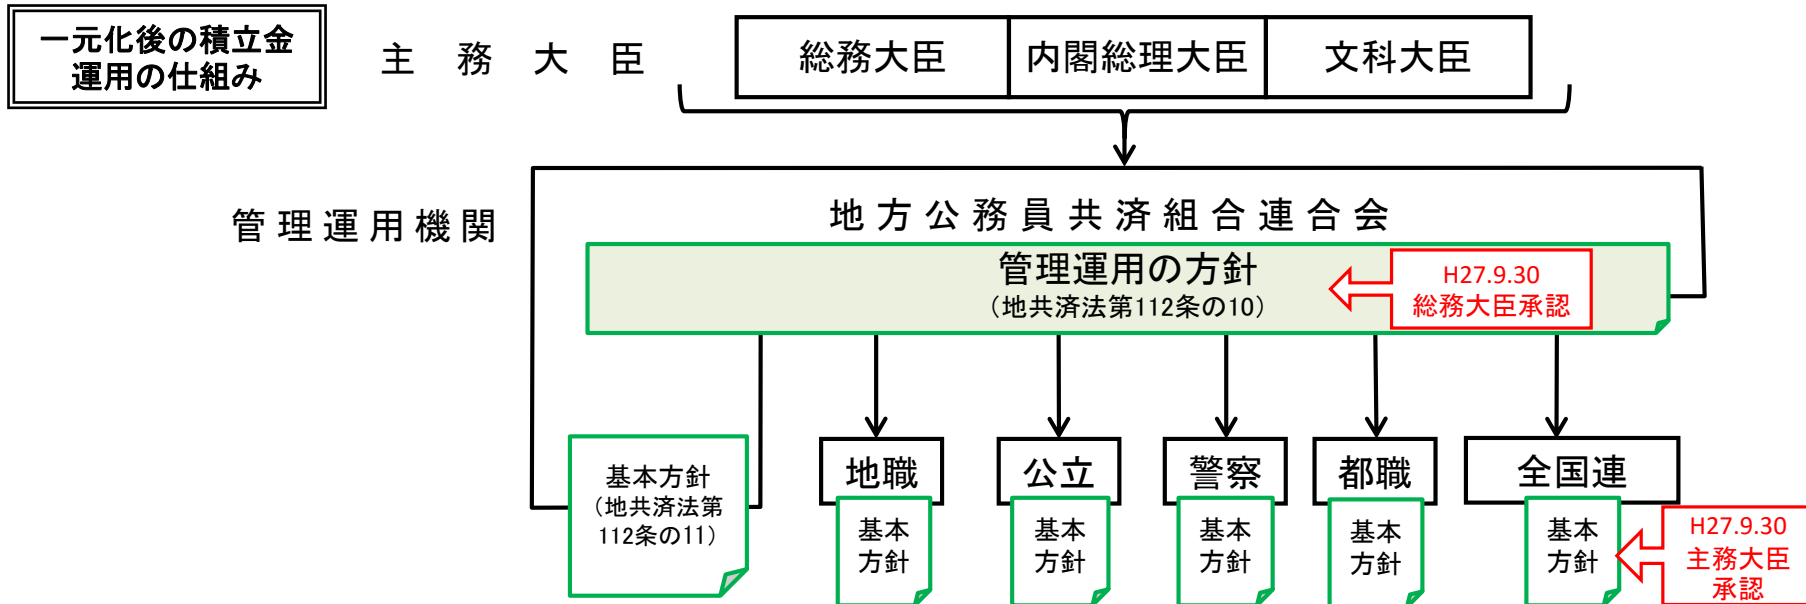 一元化後の積立金
運用の仕組み
主務大臣
総務大臣
内閣総理大臣
文科大臣
管理運用機関
地方公務員共済組合連合会
管理運用の方針
（地共済法第112条の10）
H27.9.30
総務大臣承認
基本方針
（地共済法第
112条の11）
地職
公立
警察
都職
全国連
基本
方針
基本
方針
基本
方針
基本
方針
基本
方針
H27.9.30
主務大臣
承認